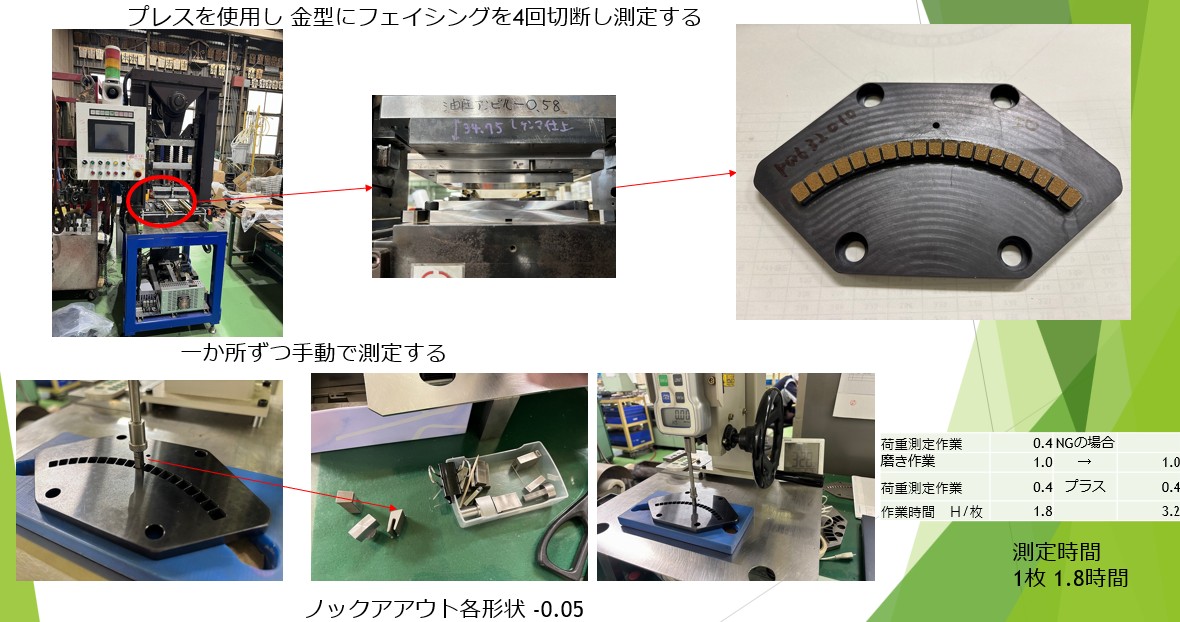 プレスを使用し 金型にフェイシングを4回切断し測定する
油圧アンビル-0.58
34.75 ケンマ仕上
一か所ずつ手動で測定する
荷重測定作業 0.4 NGの場合
磨き作業 1.0 → 1.0
荷重測定作業 0.4 プラス 0.4
作業時間 H/枚 1.8 3.2
測定時間
1枚 1.8時間
ノックアアウト各形状 -0.05